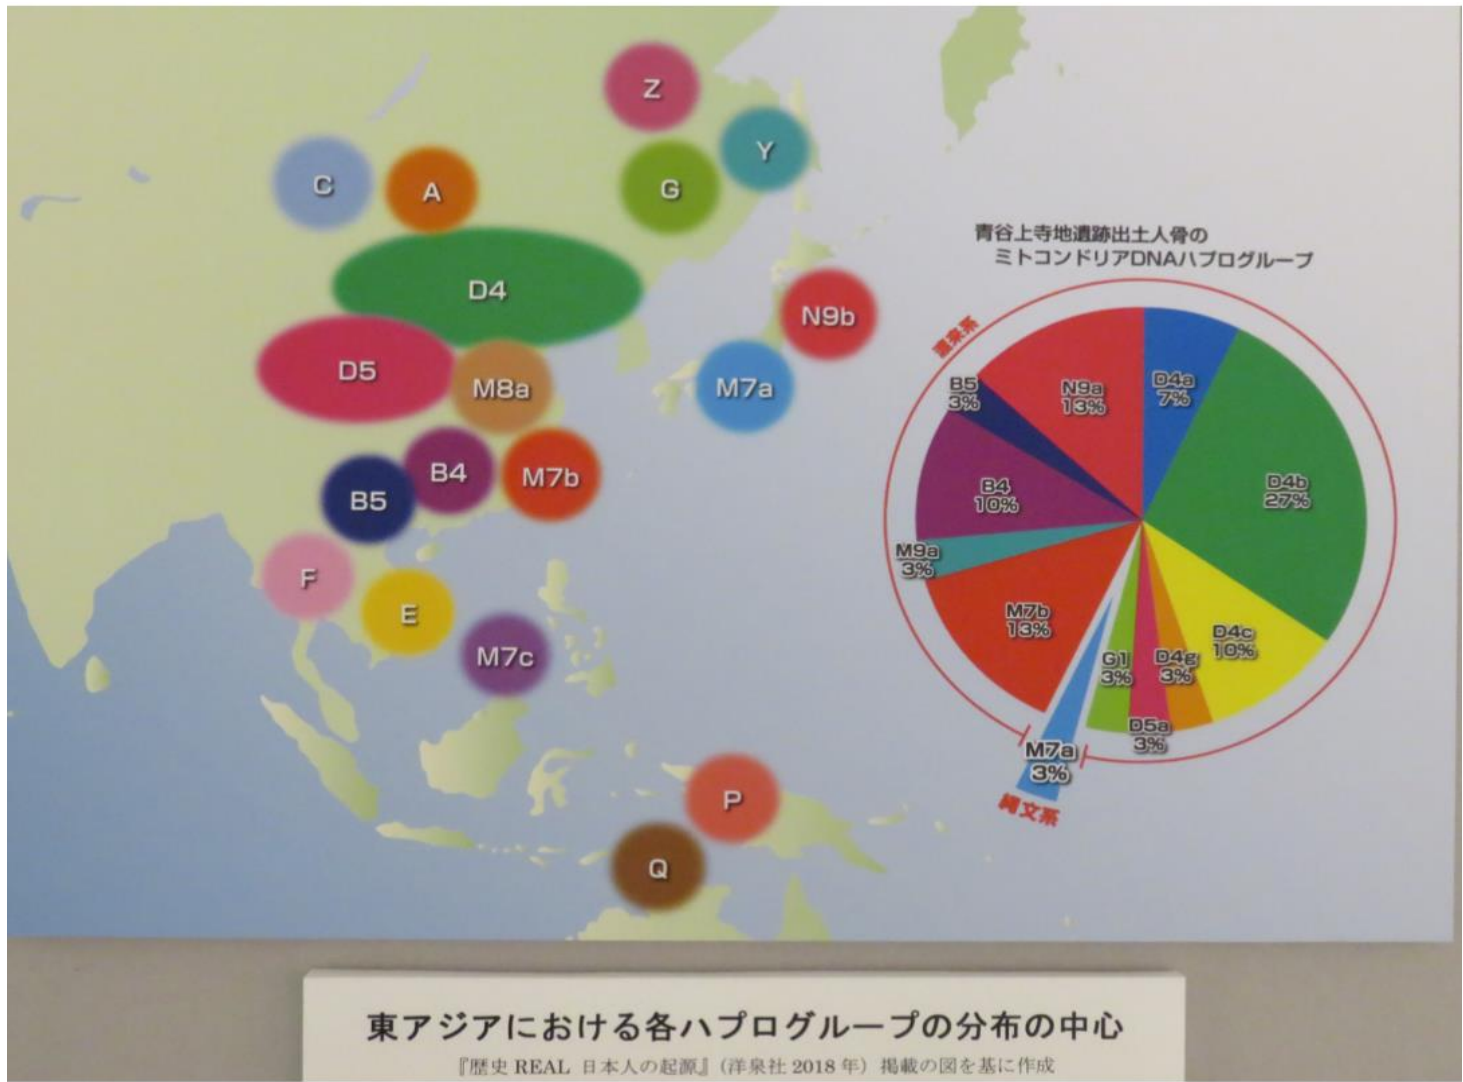 Z
Y
C
A
G
D4
N9b
D5
M8a
M7a
B4
M7b
B5
F
E
M7c
P
Q
青谷上寺地遺跡出土人骨の
ミトコンドリアDNAハプログループ
渡来系
B5
3%
N9a
13%
D4a
7%
B4
10%
D4b
27%
M9a
3%
M7b
13%
D4c
10%
G1
3%
D4g
3%
D5a
3%
M7a
3%
縄文系
東アジアにおける各ハプログループの分布の中心
『歴史 REAL 日本人の起源』（洋泉社 2018 年）掲載の図を基に作成